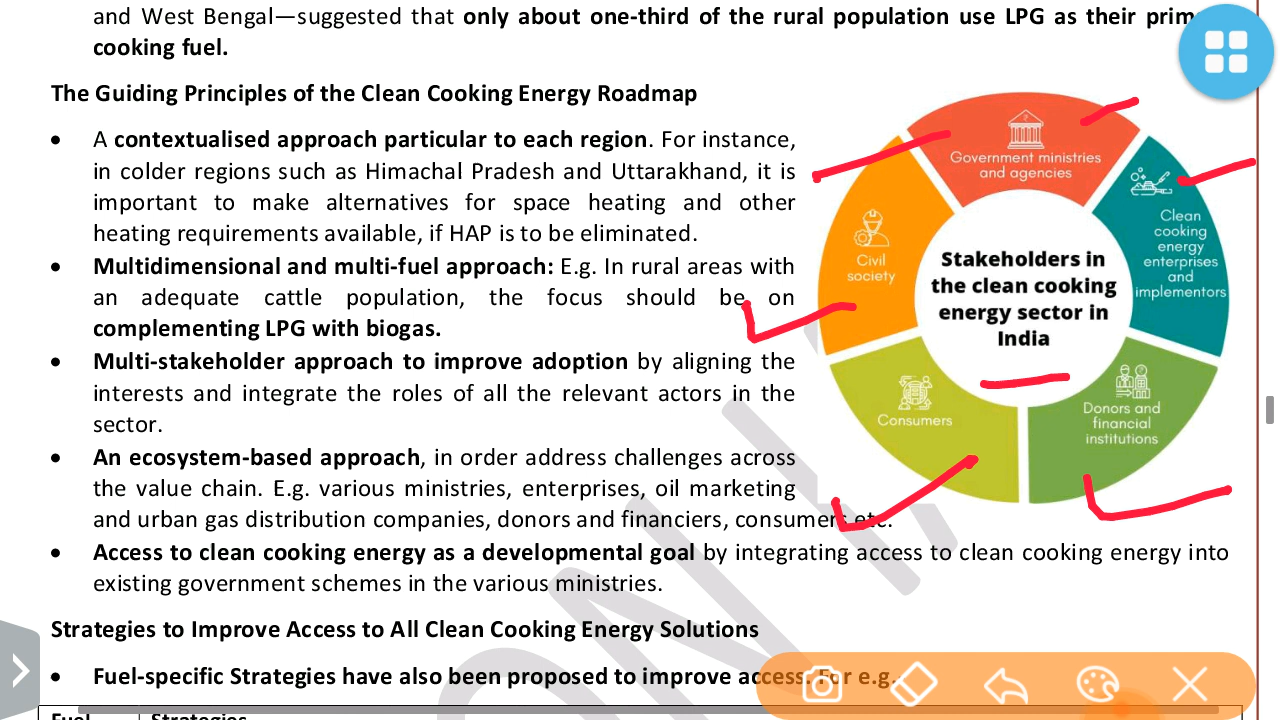 and West Bengal—suggested that only about one-third of the rural population use LPG as their prim
cooking fuel.
The Guiding Principles of the Clean Cooking Energy Roadmap
• A contextualised approach particular to each region. For instance,
in colder regions such as Himachal Pradesh and Uttarakhand, it is
important to make alternatives for space heating and other
heating requirements available, if HAP is to be eliminated.
• Multidimensional and multi-fuel approach: E.g. In rural areas with
an adequate cattle population, the focus should be on
complementing LPG with biogas.
• Multi-stakeholder approach to improve adoption by aligning the
interests and integrate the roles of all the relevant actors in the
sector.
• An ecosystem-based approach, in order address challenges across
the value chain. E.g. various ministries, enterprises, oil marketing
and urban gas distribution companies, donors and financiers, consumers etc.
• Access to clean cooking energy as a developmental goal by integrating access to clean cooking energy into
existing government schemes in the various ministries.
Strategies to Improve Access to All Clean Cooking Energy Solutions
• Fuel-specific Strategies have also been proposed to improve access. For e.g.
Fuel
Strategies
Government ministries
and agencies
Clean
cooking
energy
enterprises
and
implementors
Donors and
financial
institutions
Consumers
Civil
society
Stakeholders in
the clean cooking
energy sector in
India